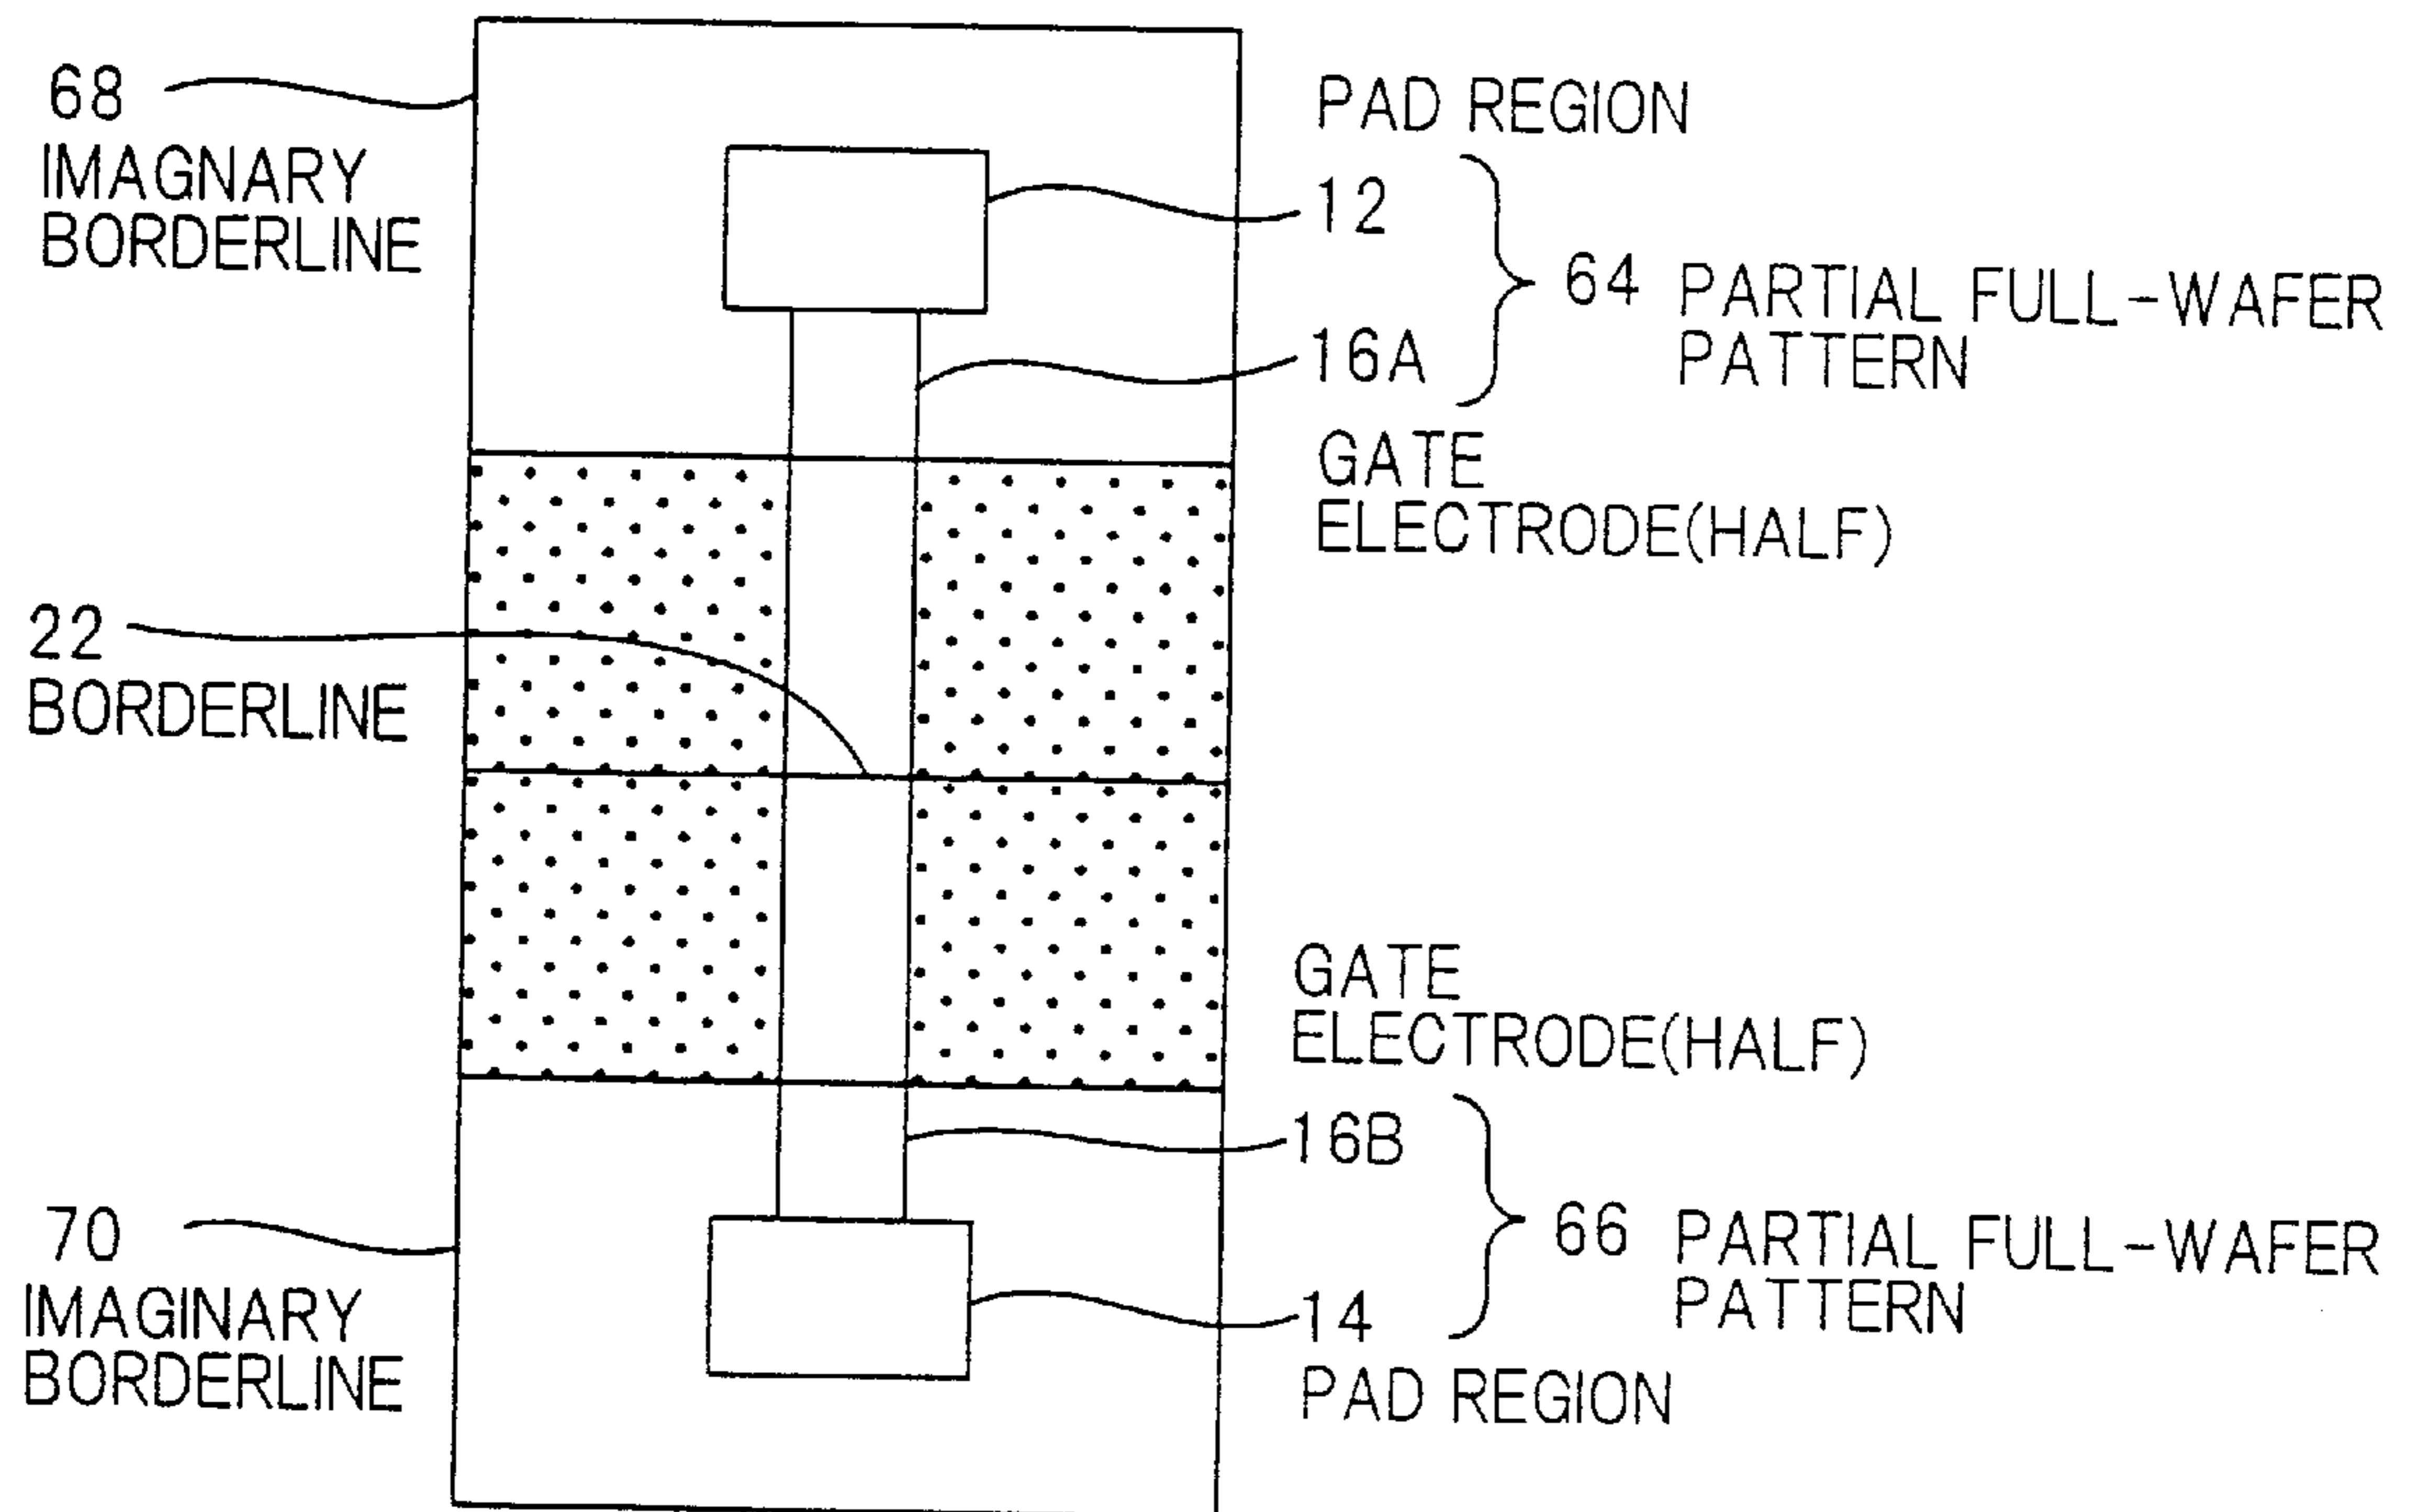 68
IMAGNARY
BORDERLINE
PAD REGION
12
16A
64 PARTIAL FULL-WAFER
PATTERN
GATE
ELECTRODE(HALF)
22
BORDERLINE
GATE
ELECTRODE(HALF)
16B
66 PARTIAL FULL-WAFER
PATTERN
14
PAD REGION
70
IMAGINARY
BORDERLINE